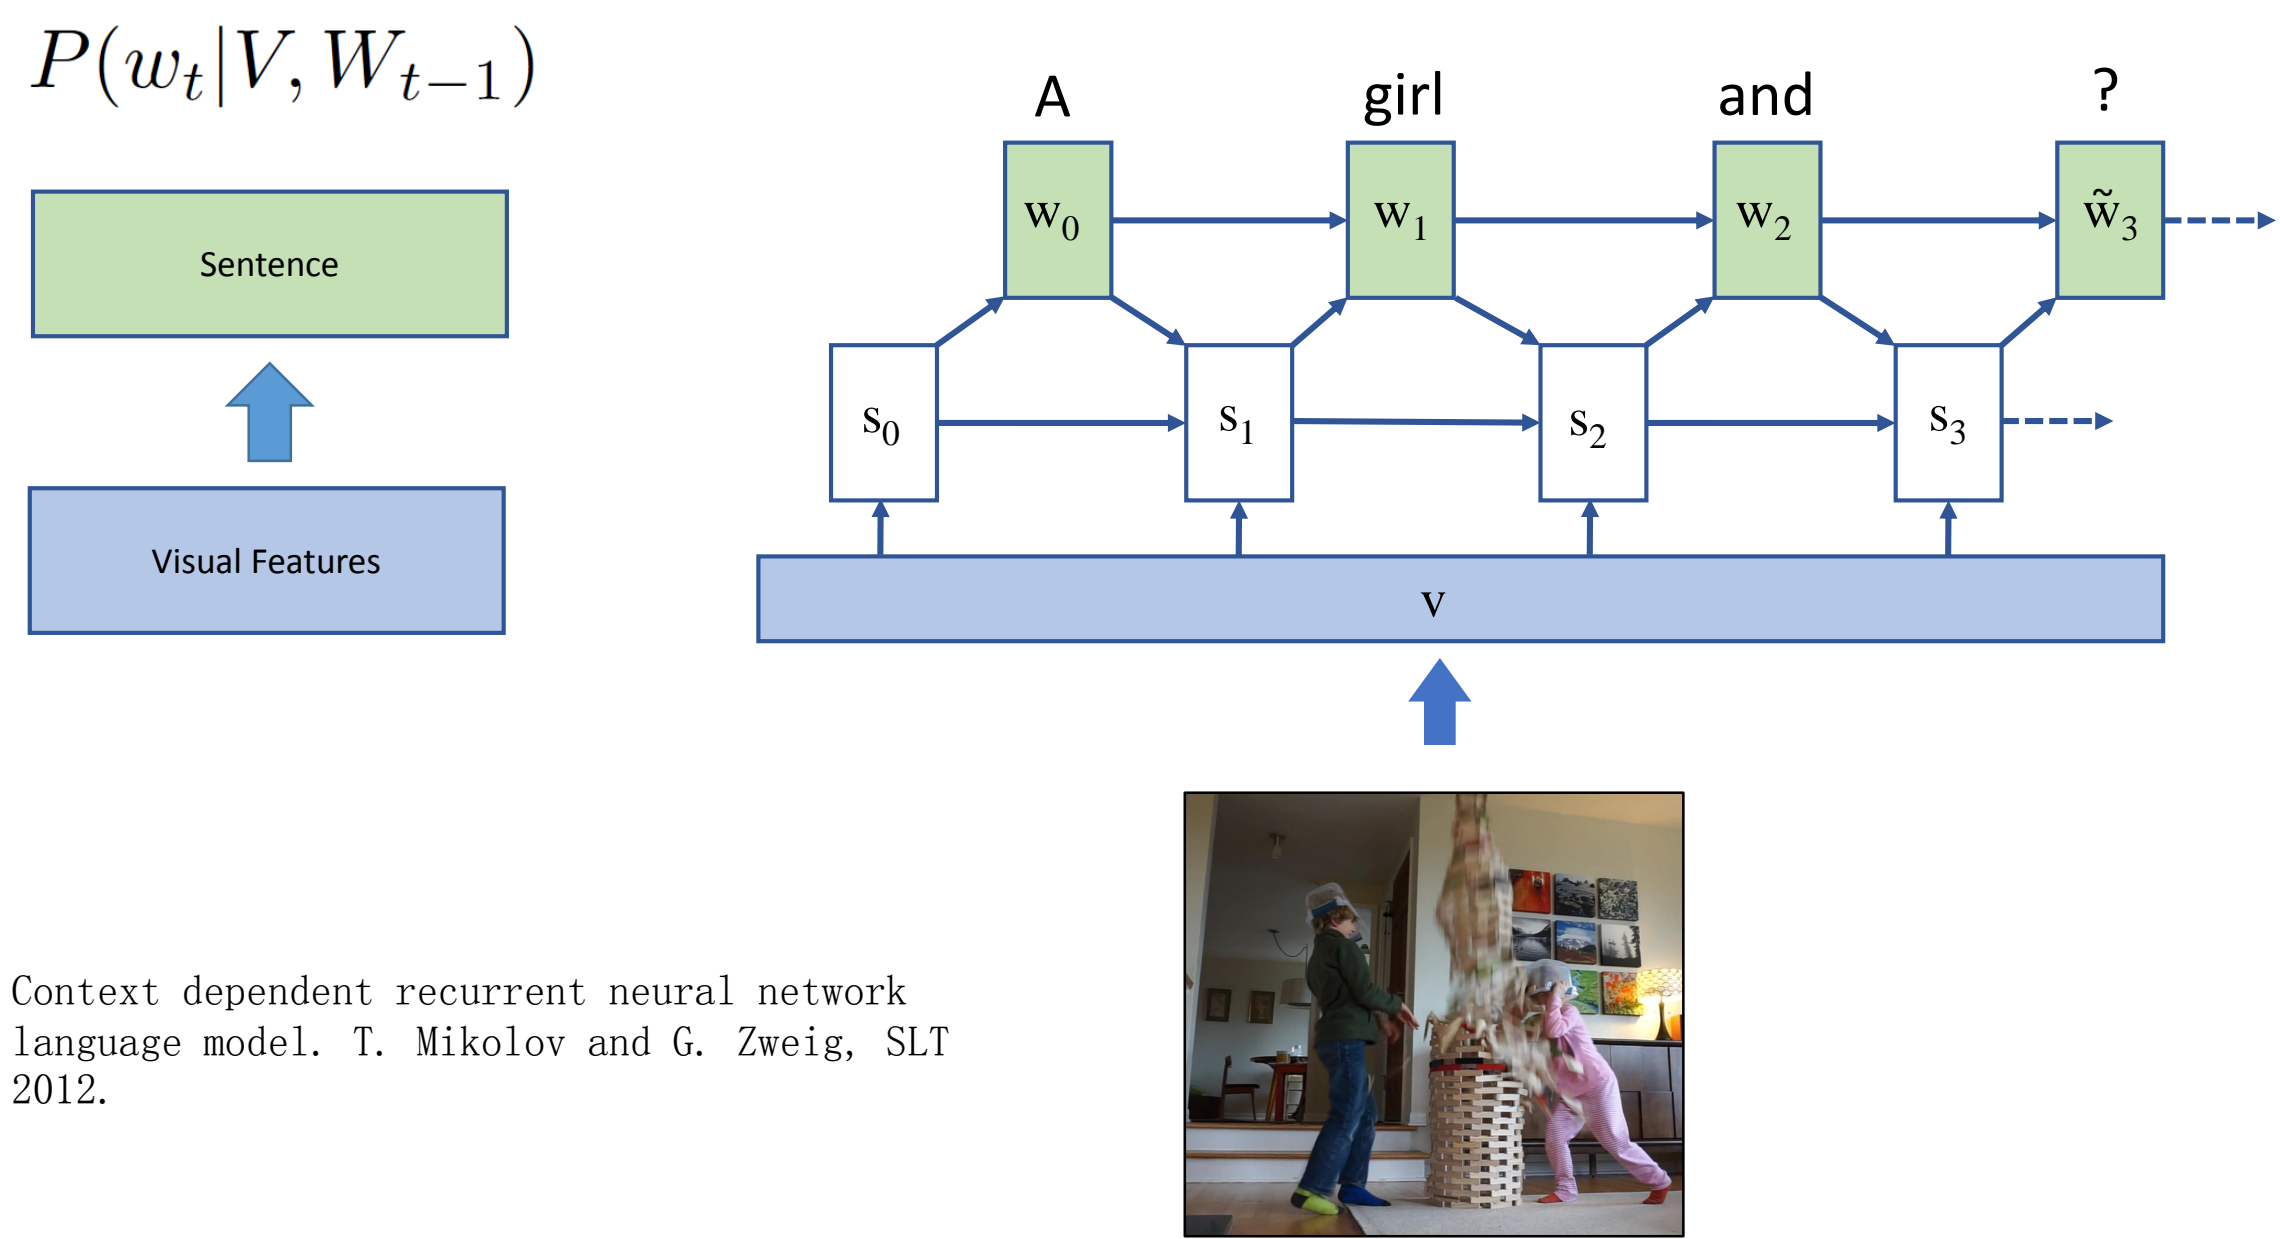 P(w_t|V, W_{t-1})
A girl and ?
w_0 w_1 w_2 w̃_3
Sentence
s_0 s_1 s_2 s_3
Visual Features
v
Context dependent recurrent neural network
language model. T. Mikolov and G. Zweig, SLT
2012.